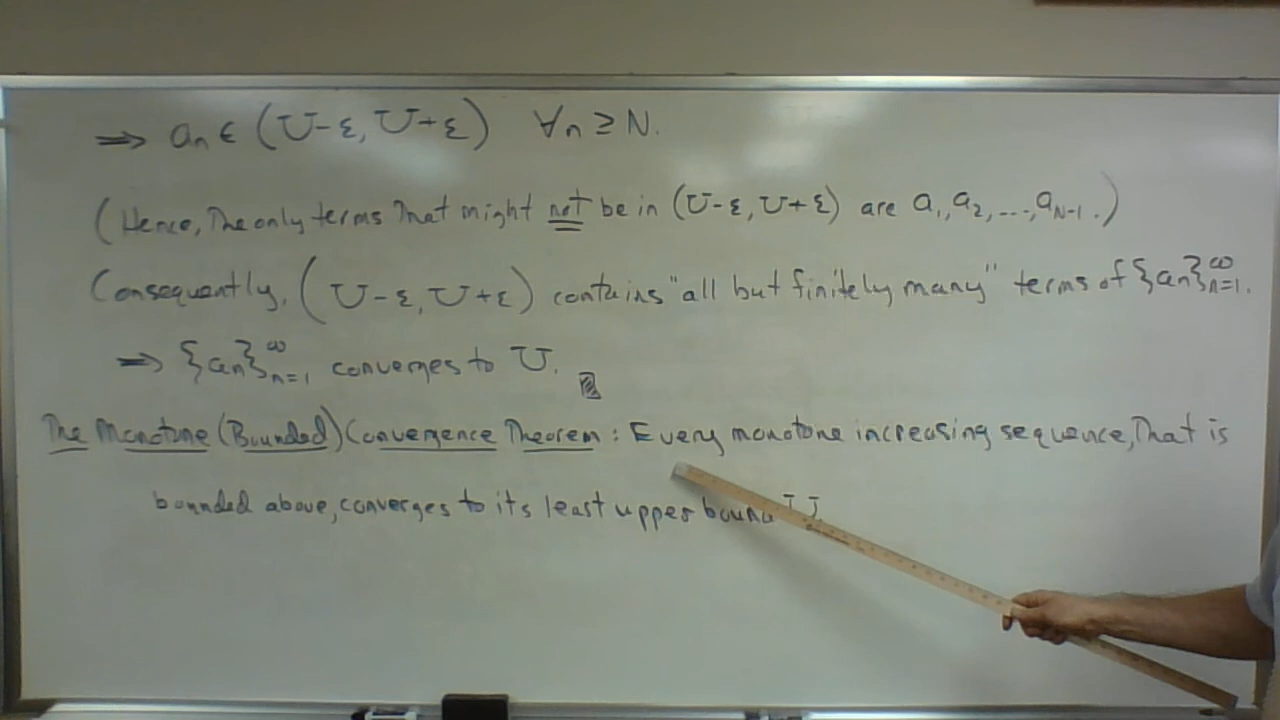 ⟹ aₙ ∈ (U-ε, U+ε) ∀n ≥ N.
(Hence, The only terms That might not be in (U-ε, U+ε) are a₁, a₂, ...., a_{N-1}.)
Consequently, (U-ε, U+ε) contains "all but finitely many" terms of {aₙ}_{n=1}^∞.
⟹ {aₙ}_{n=1}^∞ converges to U.
The Monotone (Bounded) Convergence Theorem: Every monotone increasing sequence, That is
bounded above, converges to its least upper bound U